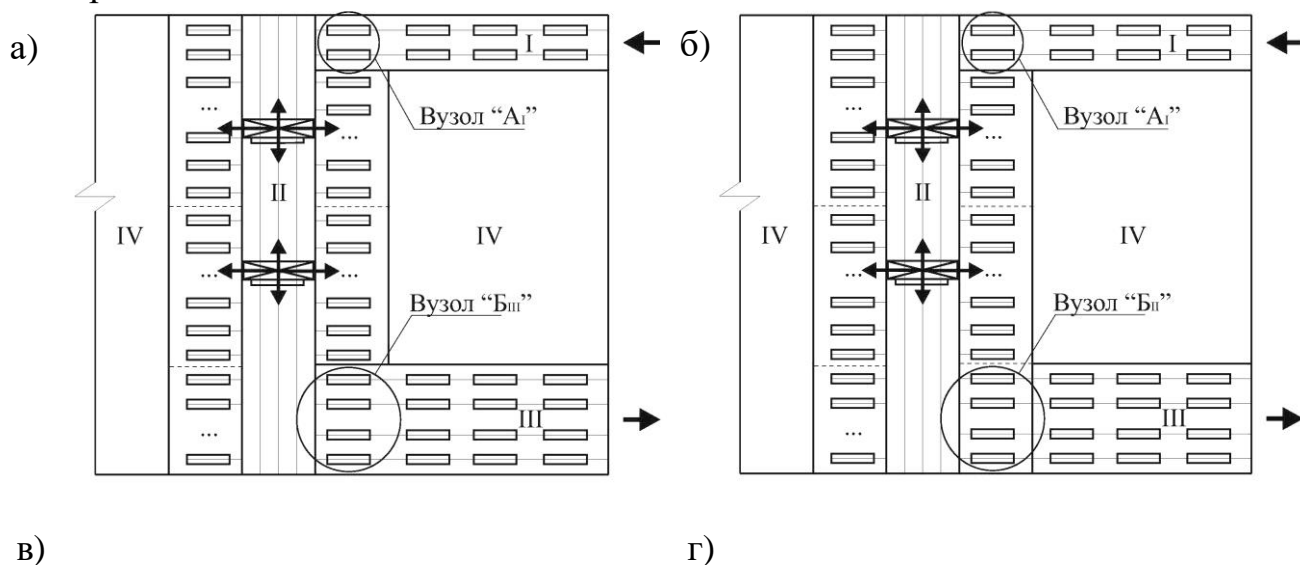 а)
I
Вузол “АI”
...
...
II
IV
IV
...
...
Вузол “БIII”
III
...
б)
I
Вузол “АI”
...
...
II
IV
IV
...
...
Вузол “БII”
III
...
в)
г)